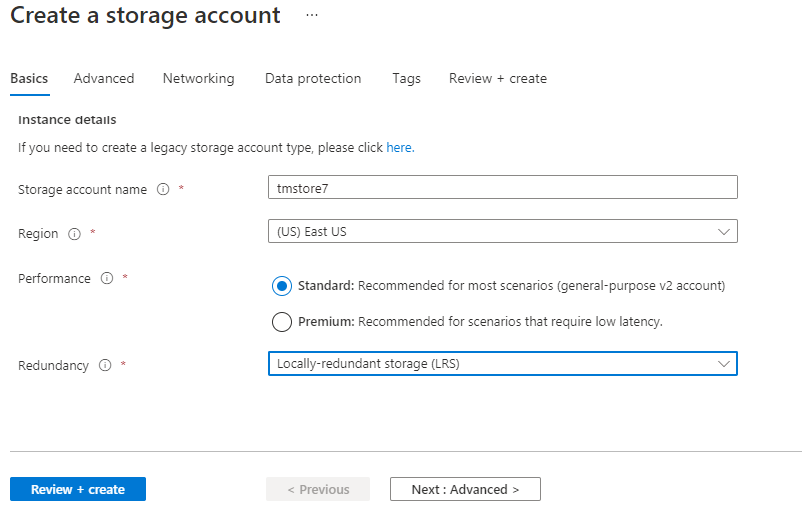 Create a storage account ...
Basics Advanced Networking Data protection Tags Review + create
Instance details
If you need to create a legacy storage account type, please click here.
Storage account name * tmstore7
Region * (US) East US
Performance * Standard: Recommended for most scenarios (general-purpose v2 account)
Premium: Recommended for scenarios that require low latency.
Redundancy * Locally-redundant storage (LRS)
Review + create < Previous Next : Advanced >